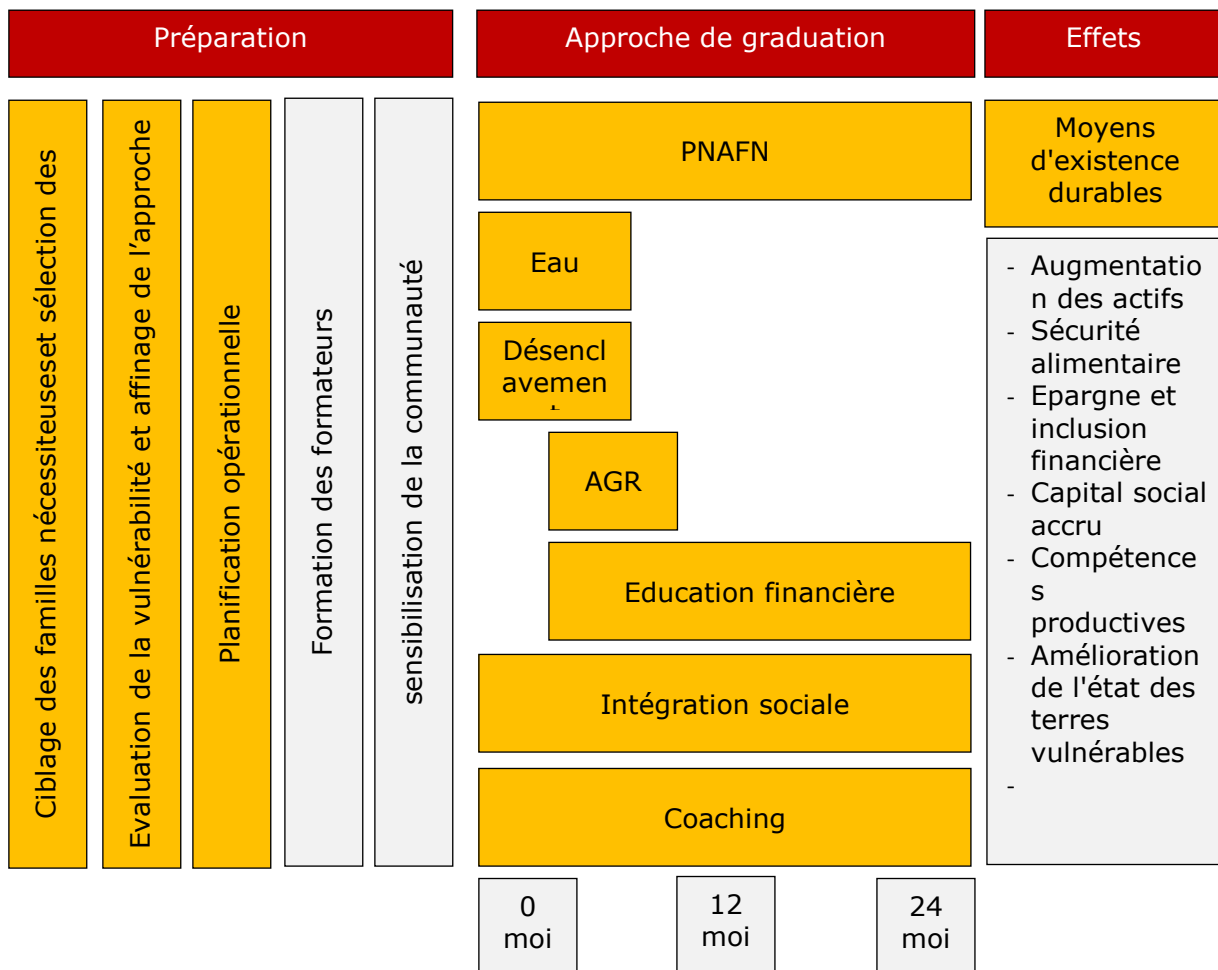 Préparation
Approche de graduation
Effets
Ciblage des familles nécessiteuseset sélection des
Evaluation de la vulnérabilité et affinage de l’approche
Planification opérationnelle
Formation des formateurs
sensibilisation de la communauté
PNAFN
Eau
Désencl
avemen
AGR
Education financière
Intégration sociale
Coaching
0
moi
12
moi
24
moi
Moyens
d'existence
durables
- Augmentatio
n des actifs
- Sécurité
alimentaire
- Epargne et
inclusion
financière
- Capital social
accru
- Compétence
s
productives
- Amélioration
de l'état des
terres
vulnérables
-